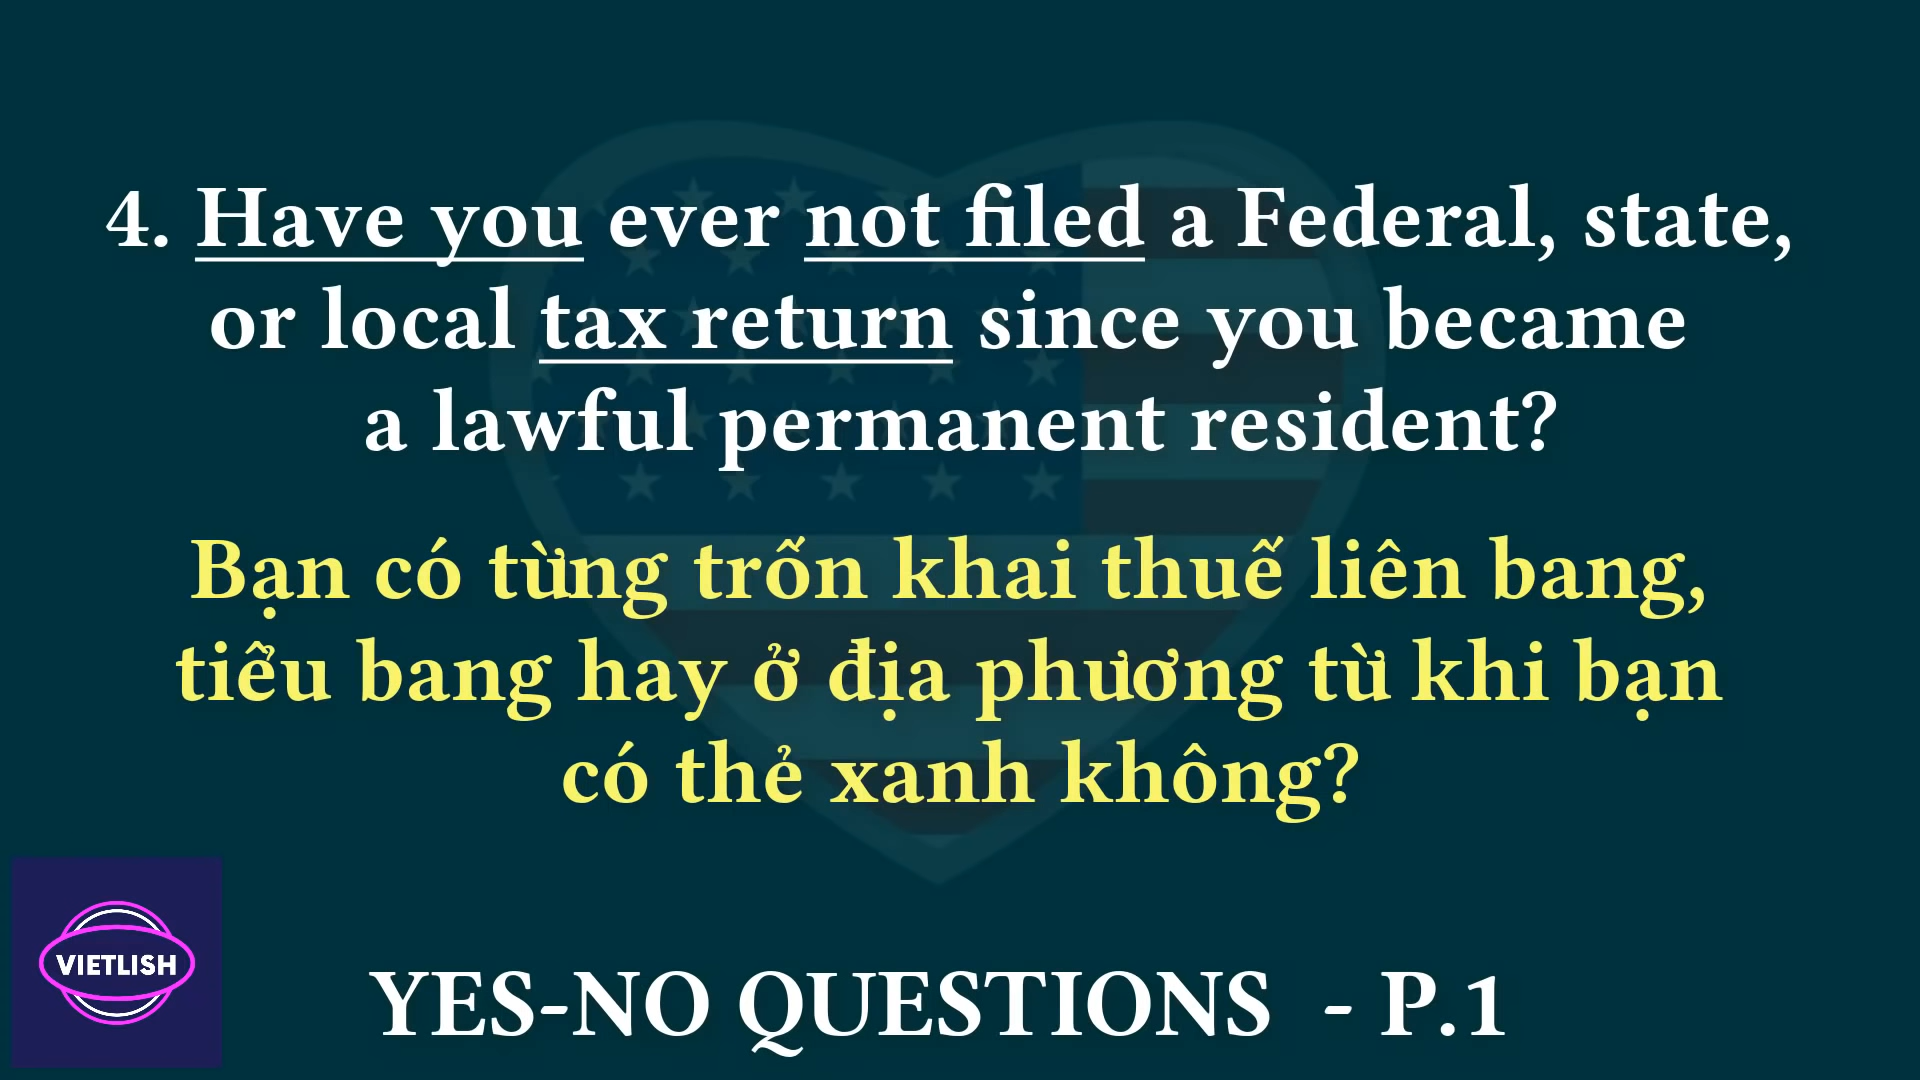 4. Have you ever not filed a Federal, state,
or local tax return since you became
a lawful permanent resident?
Bạn có từng trốn khai thuế liên bang,
tiểu bang hay ở địa phương từ khi bạn
có thẻ xanh không?
VIETLISH
YES-NO QUESTIONS - P.1